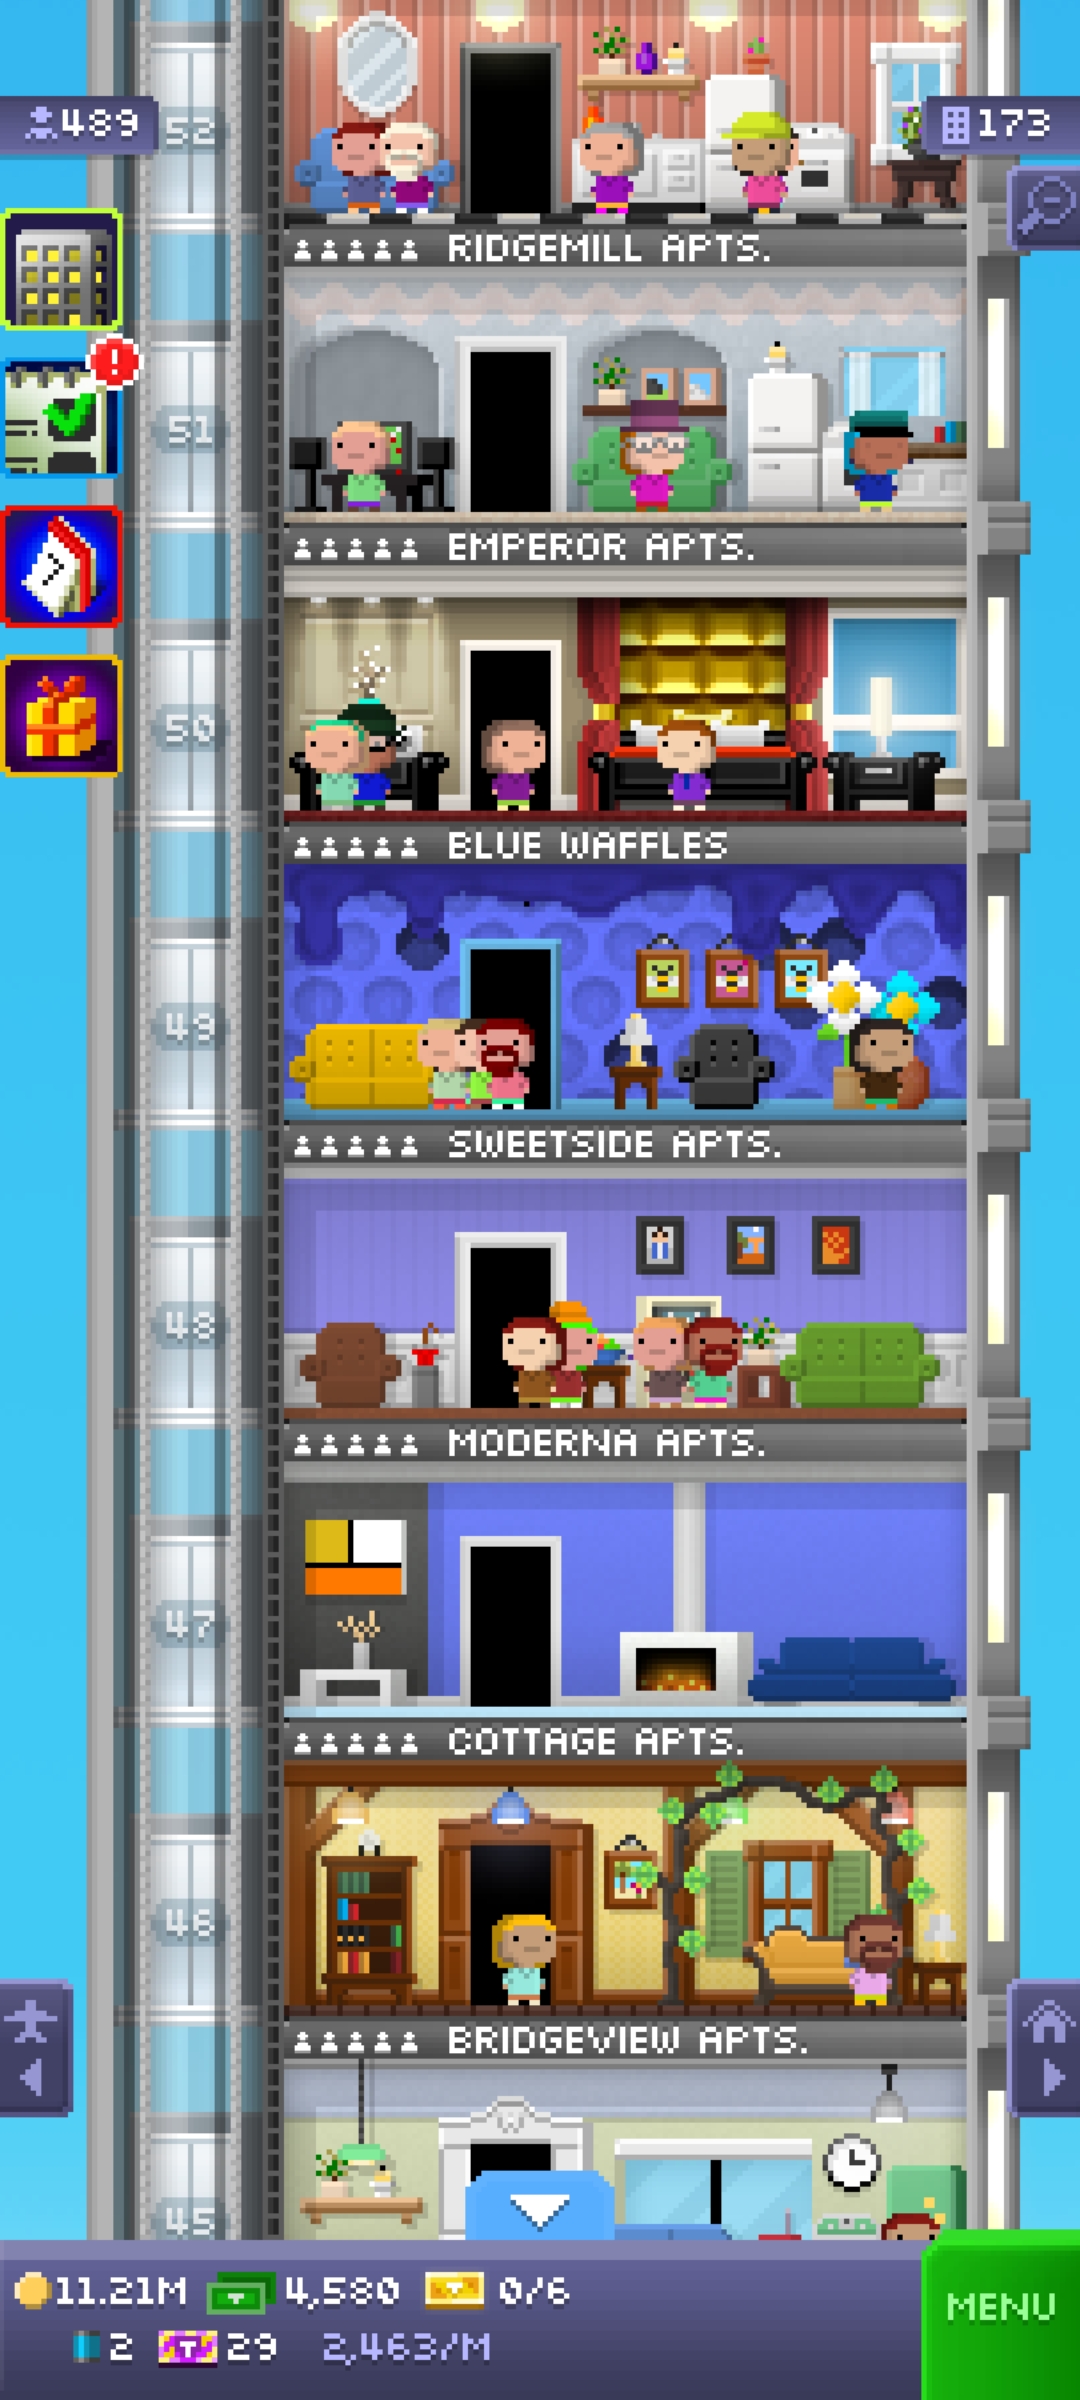 489
52
173
RIDGEMILL APTS.
51
EMPEROR APTS.
50
BLUE WAFFLES
49
SWEETSIDE APTS.
48
MODERNA APTS.
47
COTTAGE APTS.
46
BRIDGEVIEW APTS.
45
11.21M 4,580 0/6
2 29 2,463/M
MENU